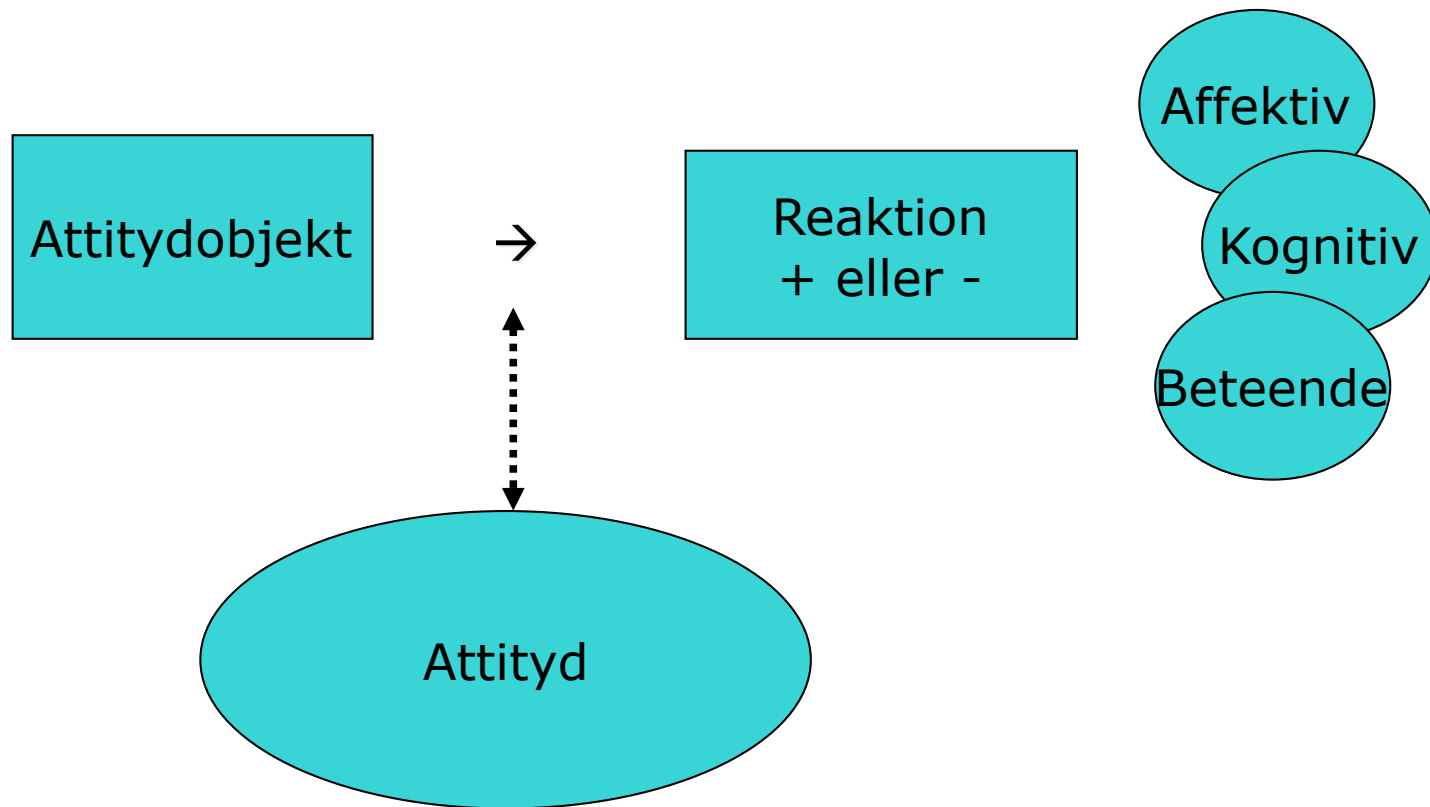 Attitydobjekt
→
Reaktion
+ eller -
Affektiv
Kognitiv
Beteende
Attityd